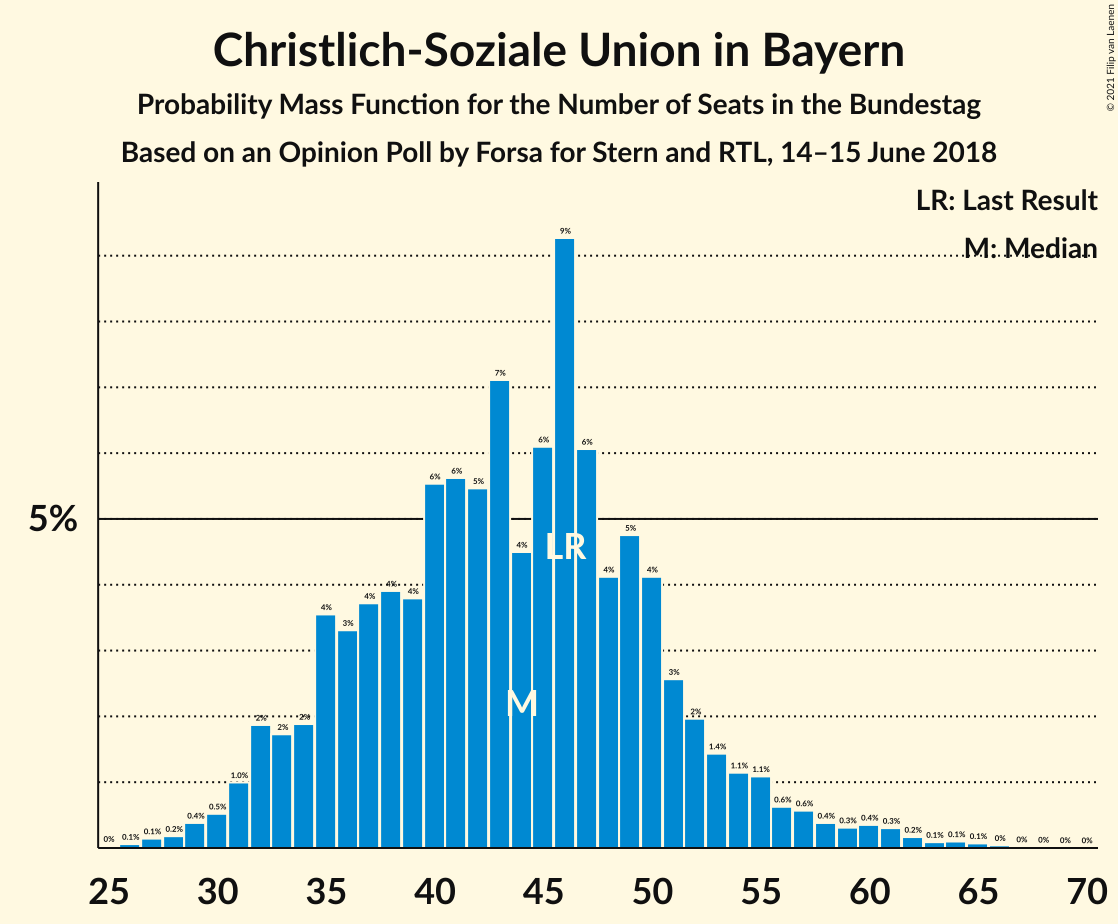 Christlich-Soziale Union in Bayern
Probability Mass Function for the Number of Seats in the Bundestag
Based on an Opinion Poll by Forsa for Stern and RTL, 14–15 June 2018
© 2021 Filip van Laenen
LR: Last Result
M: Median
5%
0% 0.1% 0.1% 0.2% 0.4% 0.5% 1.0% 2% 2% 2% 4% 3% 4% 4% 4% 6% 6% 5% 7% 4% 6% 9% 6% 4% 5% 4% 3% 2% 1.4% 1.1% 1.1% 0.6% 0.6% 0.4% 0.3% 0.4% 0.3% 0.2% 0.1% 0.1% 0.1% 0% 0% 0% 0% 0%
LR
M
25 30 35 40 45 50 55 60 65 70